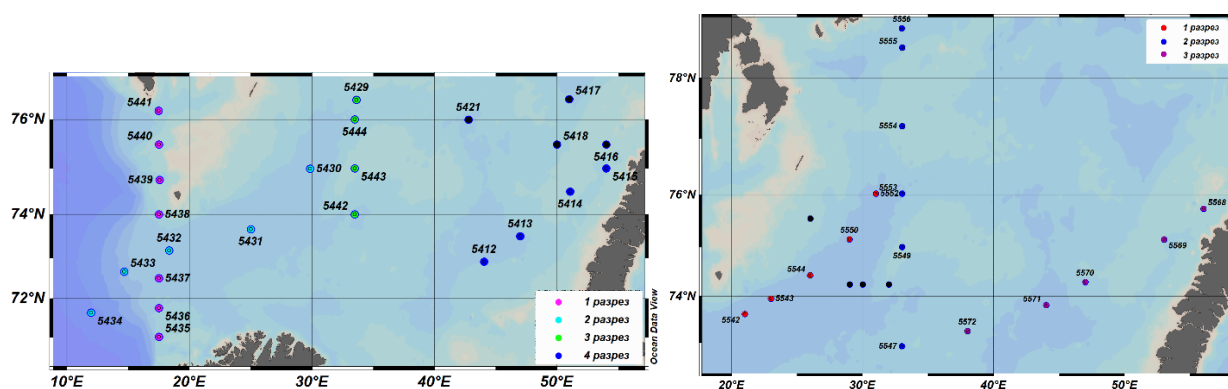 5429
5417
5441
5421
76°N
5444
5440
5418
5430
5416
5439
5443
5415
5414
74°N
5438
5442
5432
5431
5413
5433
5412
5437
72°N
5436
5434
5435
1 разрез
2 разрез
3 разрез
4 разрез
Ocean Data View
10°E
20°E
30°E
40°E
50°E
5556
5555
1 разрез
2 разрез
3 разрез
78°N
5554
76°N
5553
5552
5568
5550
5549
5569
5544
5570
74°N
5543
5571
5542
5572
5547
20°E
30°E
40°E
50°E